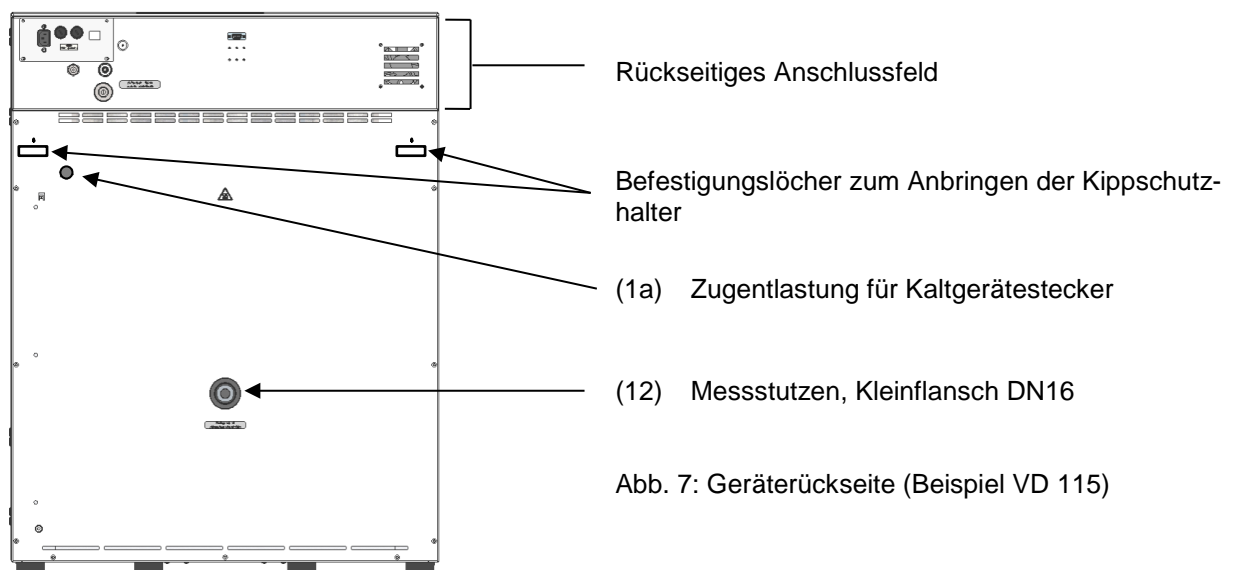 Rückseitiges Anschlussfeld
Befestigungslöcher zum Anbringen der Kippschutz-
halter
(1a) Zugentlastung für Kaltgerätestecker
(12) Messstutzen, Kleinflansch DN16
Abb. 7: Geräterückseite (Beispiel VD 115)